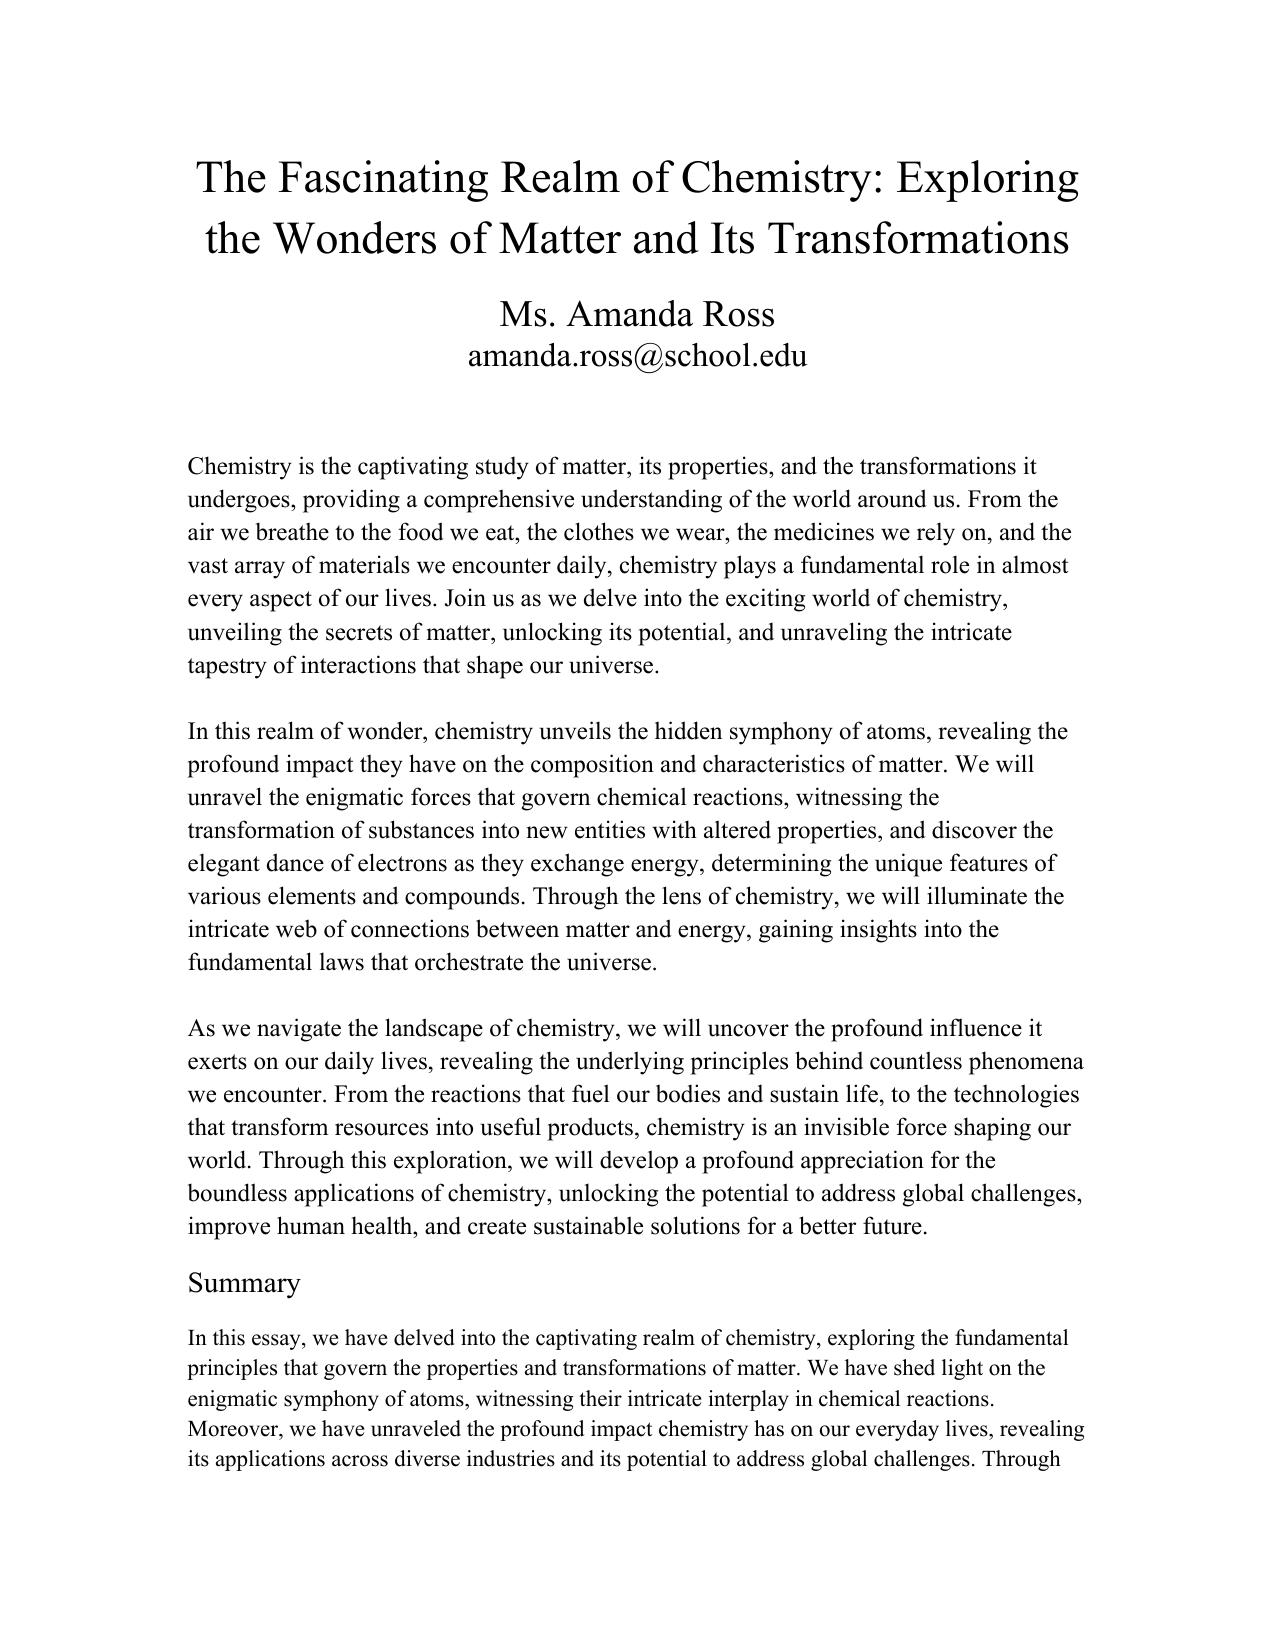 The Fascinating Realm of Chemistry: Exploring
the Wonders of Matter and Its Transformations
Ms. Amanda Ross
amanda.ross@school.edu
Chemistry is the captivating study of matter, its properties, and the transformations it
undergoes, providing a comprehensive understanding of the world around us. From the
air we breathe to the food we eat, the clothes we wear, the medicines we rely on, and the
vast array of materials we encounter daily, chemistry plays a fundamental role in almost
every aspect of our lives. Join us as we delve into the exciting world of chemistry,
unveiling the secrets of matter, unlocking its potential, and unraveling the intricate
tapestry of interactions that shape our universe.
In this realm of wonder, chemistry unveils the hidden symphony of atoms, revealing the
profound impact they have on the composition and characteristics of matter. We will
unravel the enigmatic forces that govern chemical reactions, witnessing the
transformation of substances into new entities with altered properties, and discover the
elegant dance of electrons as they exchange energy, determining the unique features of
various elements and compounds. Through the lens of chemistry, we will illuminate the
intricate web of connections between matter and energy, gaining insights into the
fundamental laws that orchestrate the universe.
As we navigate the landscape of chemistry, we will uncover the profound influence it
exerts on our daily lives, revealing the underlying principles behind countless phenomena
we encounter. From the reactions that fuel our bodies and sustain life, to the technologies
that transform resources into useful products, chemistry is an invisible force shaping our
world. Through this exploration, we will develop a profound appreciation for the
boundless applications of chemistry, unlocking the potential to address global challenges,
improve human health, and create sustainable solutions for a better future.
Summary
In this essay, we have delved into the captivating realm of chemistry, exploring the fundamental
principles that govern the properties and transformations of matter. We have shed light on the
enigmatic symphony of atoms, witnessing their intricate interplay in chemical reactions.
Moreover, we have unraveled the profound impact chemistry has on our everyday lives, revealing
its applications across diverse industries and its potential to address global challenges. Through